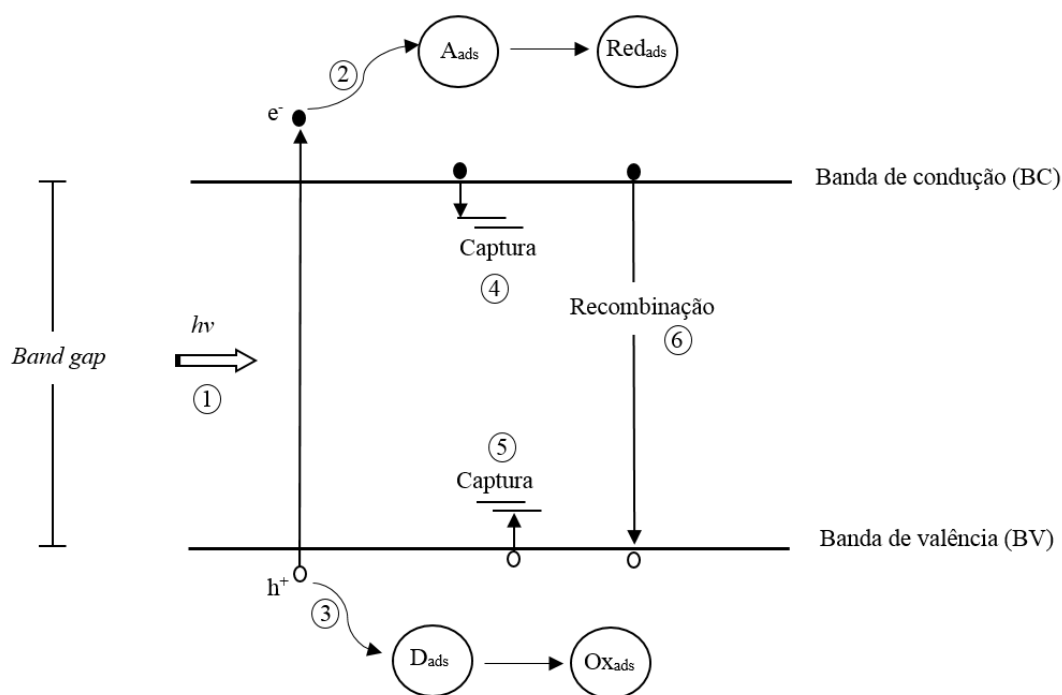 ② A_ads Red_ads
e-
Banda de condução (BC)
Captura
④
Recombinação
⑥
hv
Band gap
①
⑤
Captura
Banda de valência (BV)
h+
③
D_ads Ox_ads